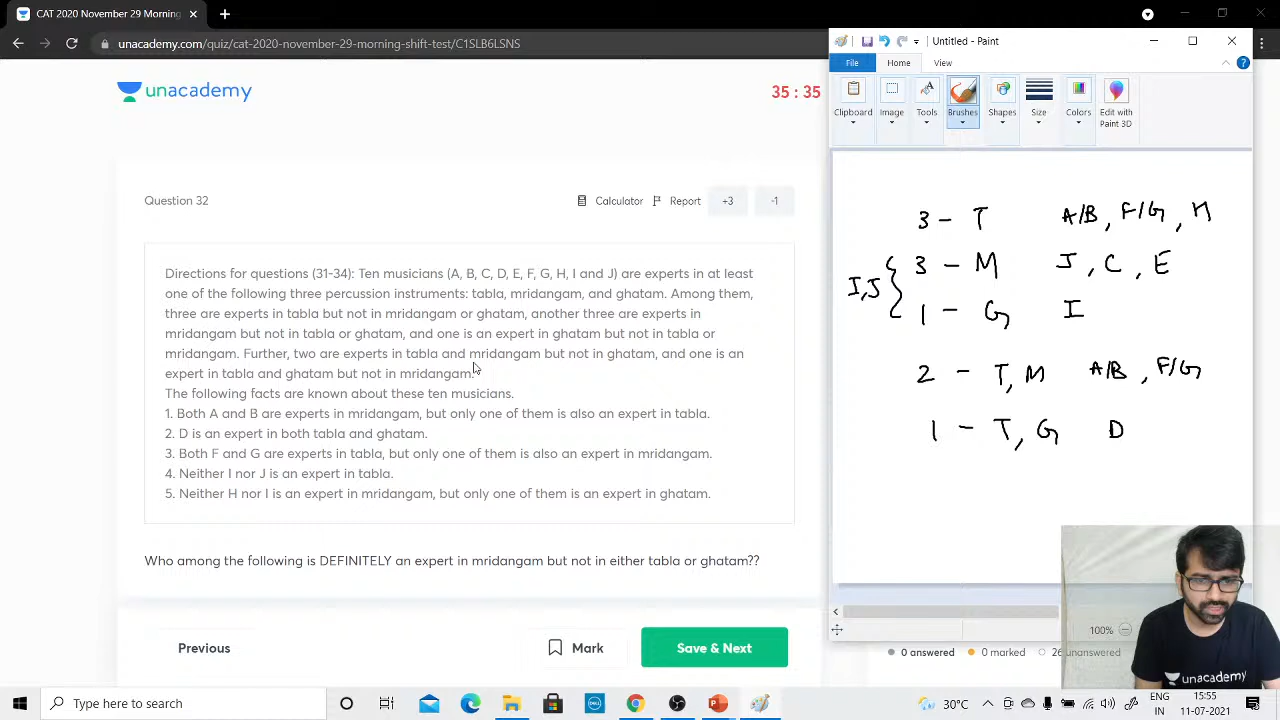 CAT 2020 November 29 Morning
unacademy.com/quiz/cat-2020-november-29-morning-shift-test/C1SLB6LSNS
unacademy
35 : 35
Question 32
Calculator
Report
+3
-1
Directions for questions (31-34): Ten musicians (A, B, C, D, E, F, G, H, I and J) are experts in at least
one of the following three percussion instruments: tabla, mridangam, and ghatam. Among them,
three are experts in tabla but not in mridangam or ghatam, another three are experts in
mridangam but not in tabla or ghatam, and one is an expert in ghatam but not in tabla or
mridangam. Further, two are experts in tabla and mridangam but not in ghatam, and one is an
expert in tabla and ghatam but not in mridangam.
The following facts are known about these ten musicians.
1. Both A and B are experts in mridangam, but only one of them is also an expert in tabla.
2. D is an expert in both tabla and ghatam.
3. Both F and G are experts in tabla, but only one of them is also an expert in mridangam.
4. Neither I nor J is an expert in tabla.
5. Neither H nor I is an expert in mridangam, but only one of them is an expert in ghatam.
Who among the following is DEFINITELY an expert in mridangam but not in either tabla or ghatam??
Previous
Mark
Save & Next
Untitled - Paint
File
Home
View
Clipboard
Image
Tools
Brushes
Shapes
Size
Colors
Edit with
Paint 3D
3 - T A/B, F/G, H
I,J { 3 - M J, C, E
1 - G I
2 - T, M A/B, F/G
1 - T, G D
100%
0 answered
0 marked
26 unanswered
unacademy
Type here to search
30°C
ENG
IN
15:55
11-07-2021